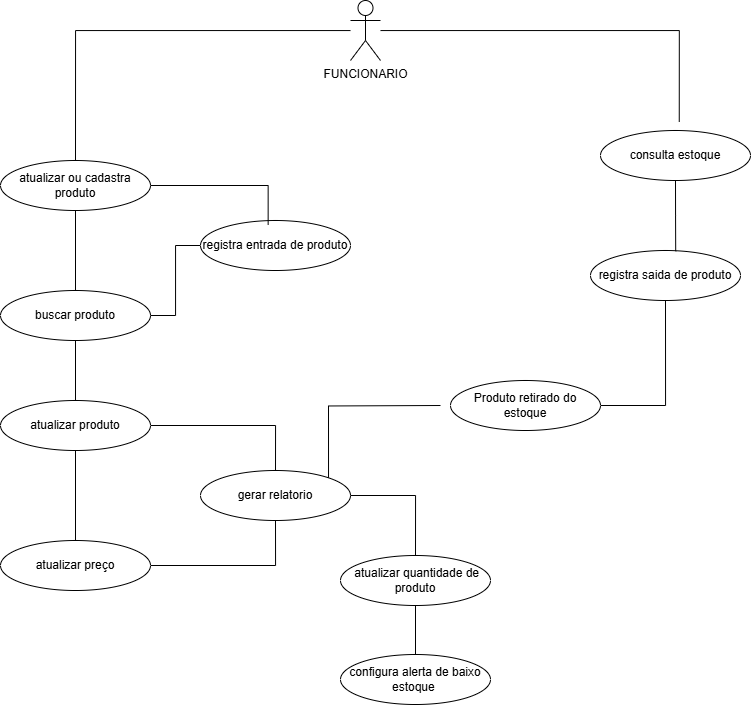 FUNCIONARIO
consulta estoque
atualizar ou cadastra
produto
registra entrada de produto
registra saida de produto
buscar produto
Produto retirado do
estoque
atualizar produto
gerar relatorio
atualizar preço
atualizar quantidade de
produto
configura alerta de baixo
estoque